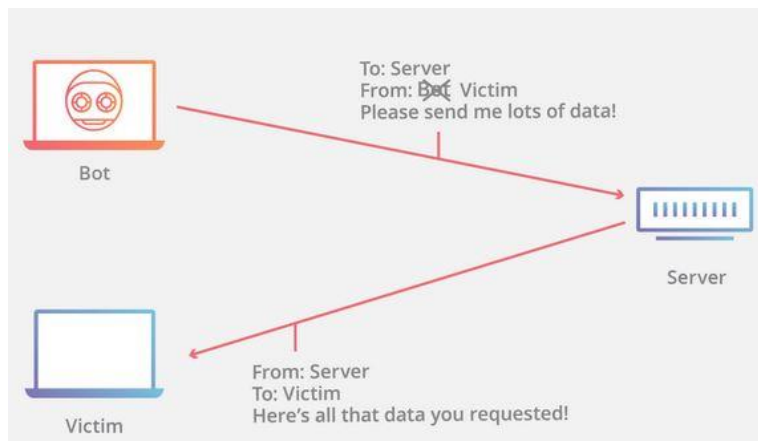 To: Server
From: Bot Victim
Please send me lots of data!
Bot
Server
From: Server
To: Victim
Here's all that data you requested!
Victim